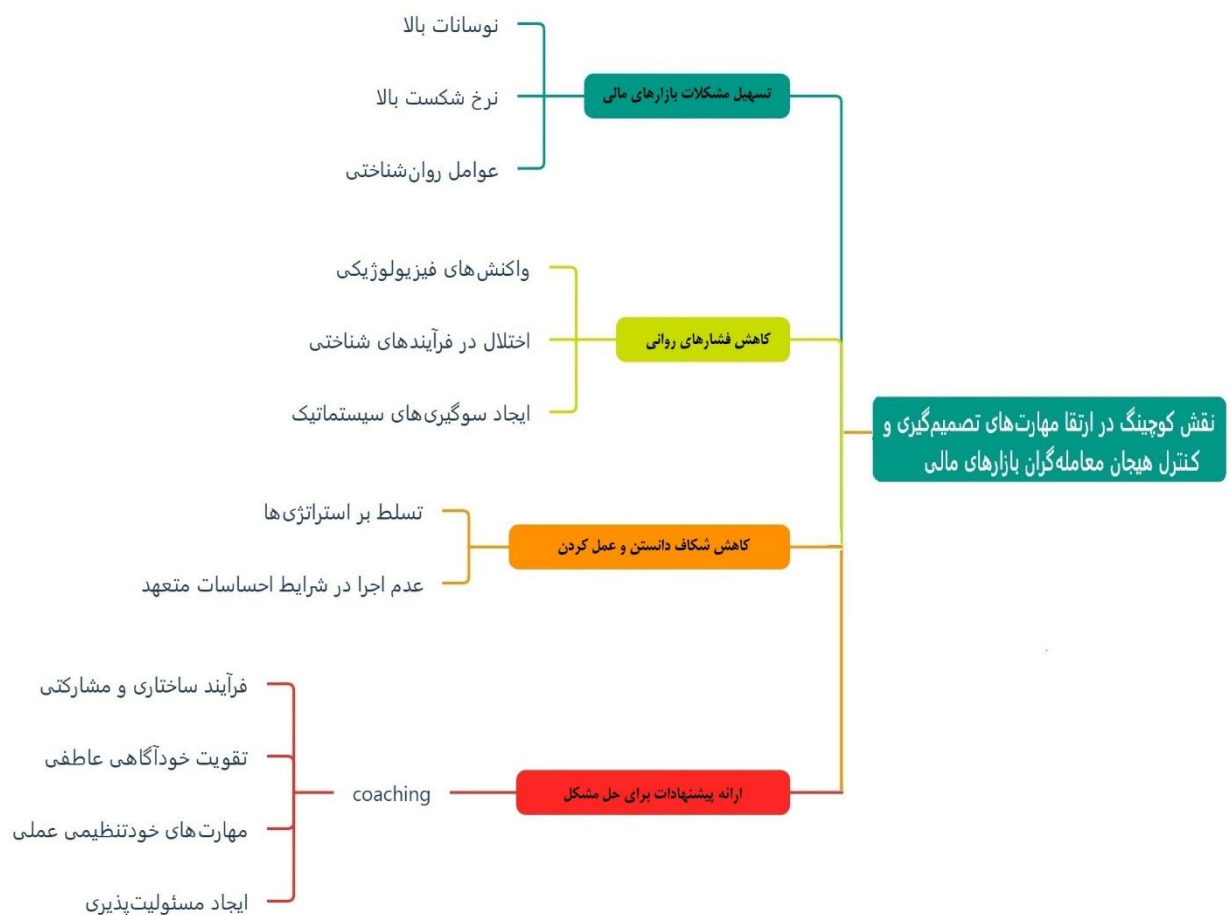 نقش کوچینگ در ارتقا مهارت‌های تصمیم‌گیری و
کنترل هیجان معامله‌گران بازارهای مالی
تسهیل مشکلات بازارهای مالی
نوسانات بالا
نرخ شکست بالا
عوامل روان‌شناختی
کاهش فشارهای روانی
واکنش‌های فیزیولوژیکی
اختلال در فرآیندهای شناختی
ایجاد سوگیری‌های سیستماتیک
کاهش شکاف دانستن و عمل کردن
تسلط بر استراتژی‌ها
عدم اجرا در شرایط احساسات متعهد
ارائه پیشنهادات برای حل مشکل
coaching
فرآیند ساختاری و مشارکتی
تقویت خودآگاهی عاطفی
مهارت‌های خودتنظیمی عملی
ایجاد مسئولیت‌پذیری